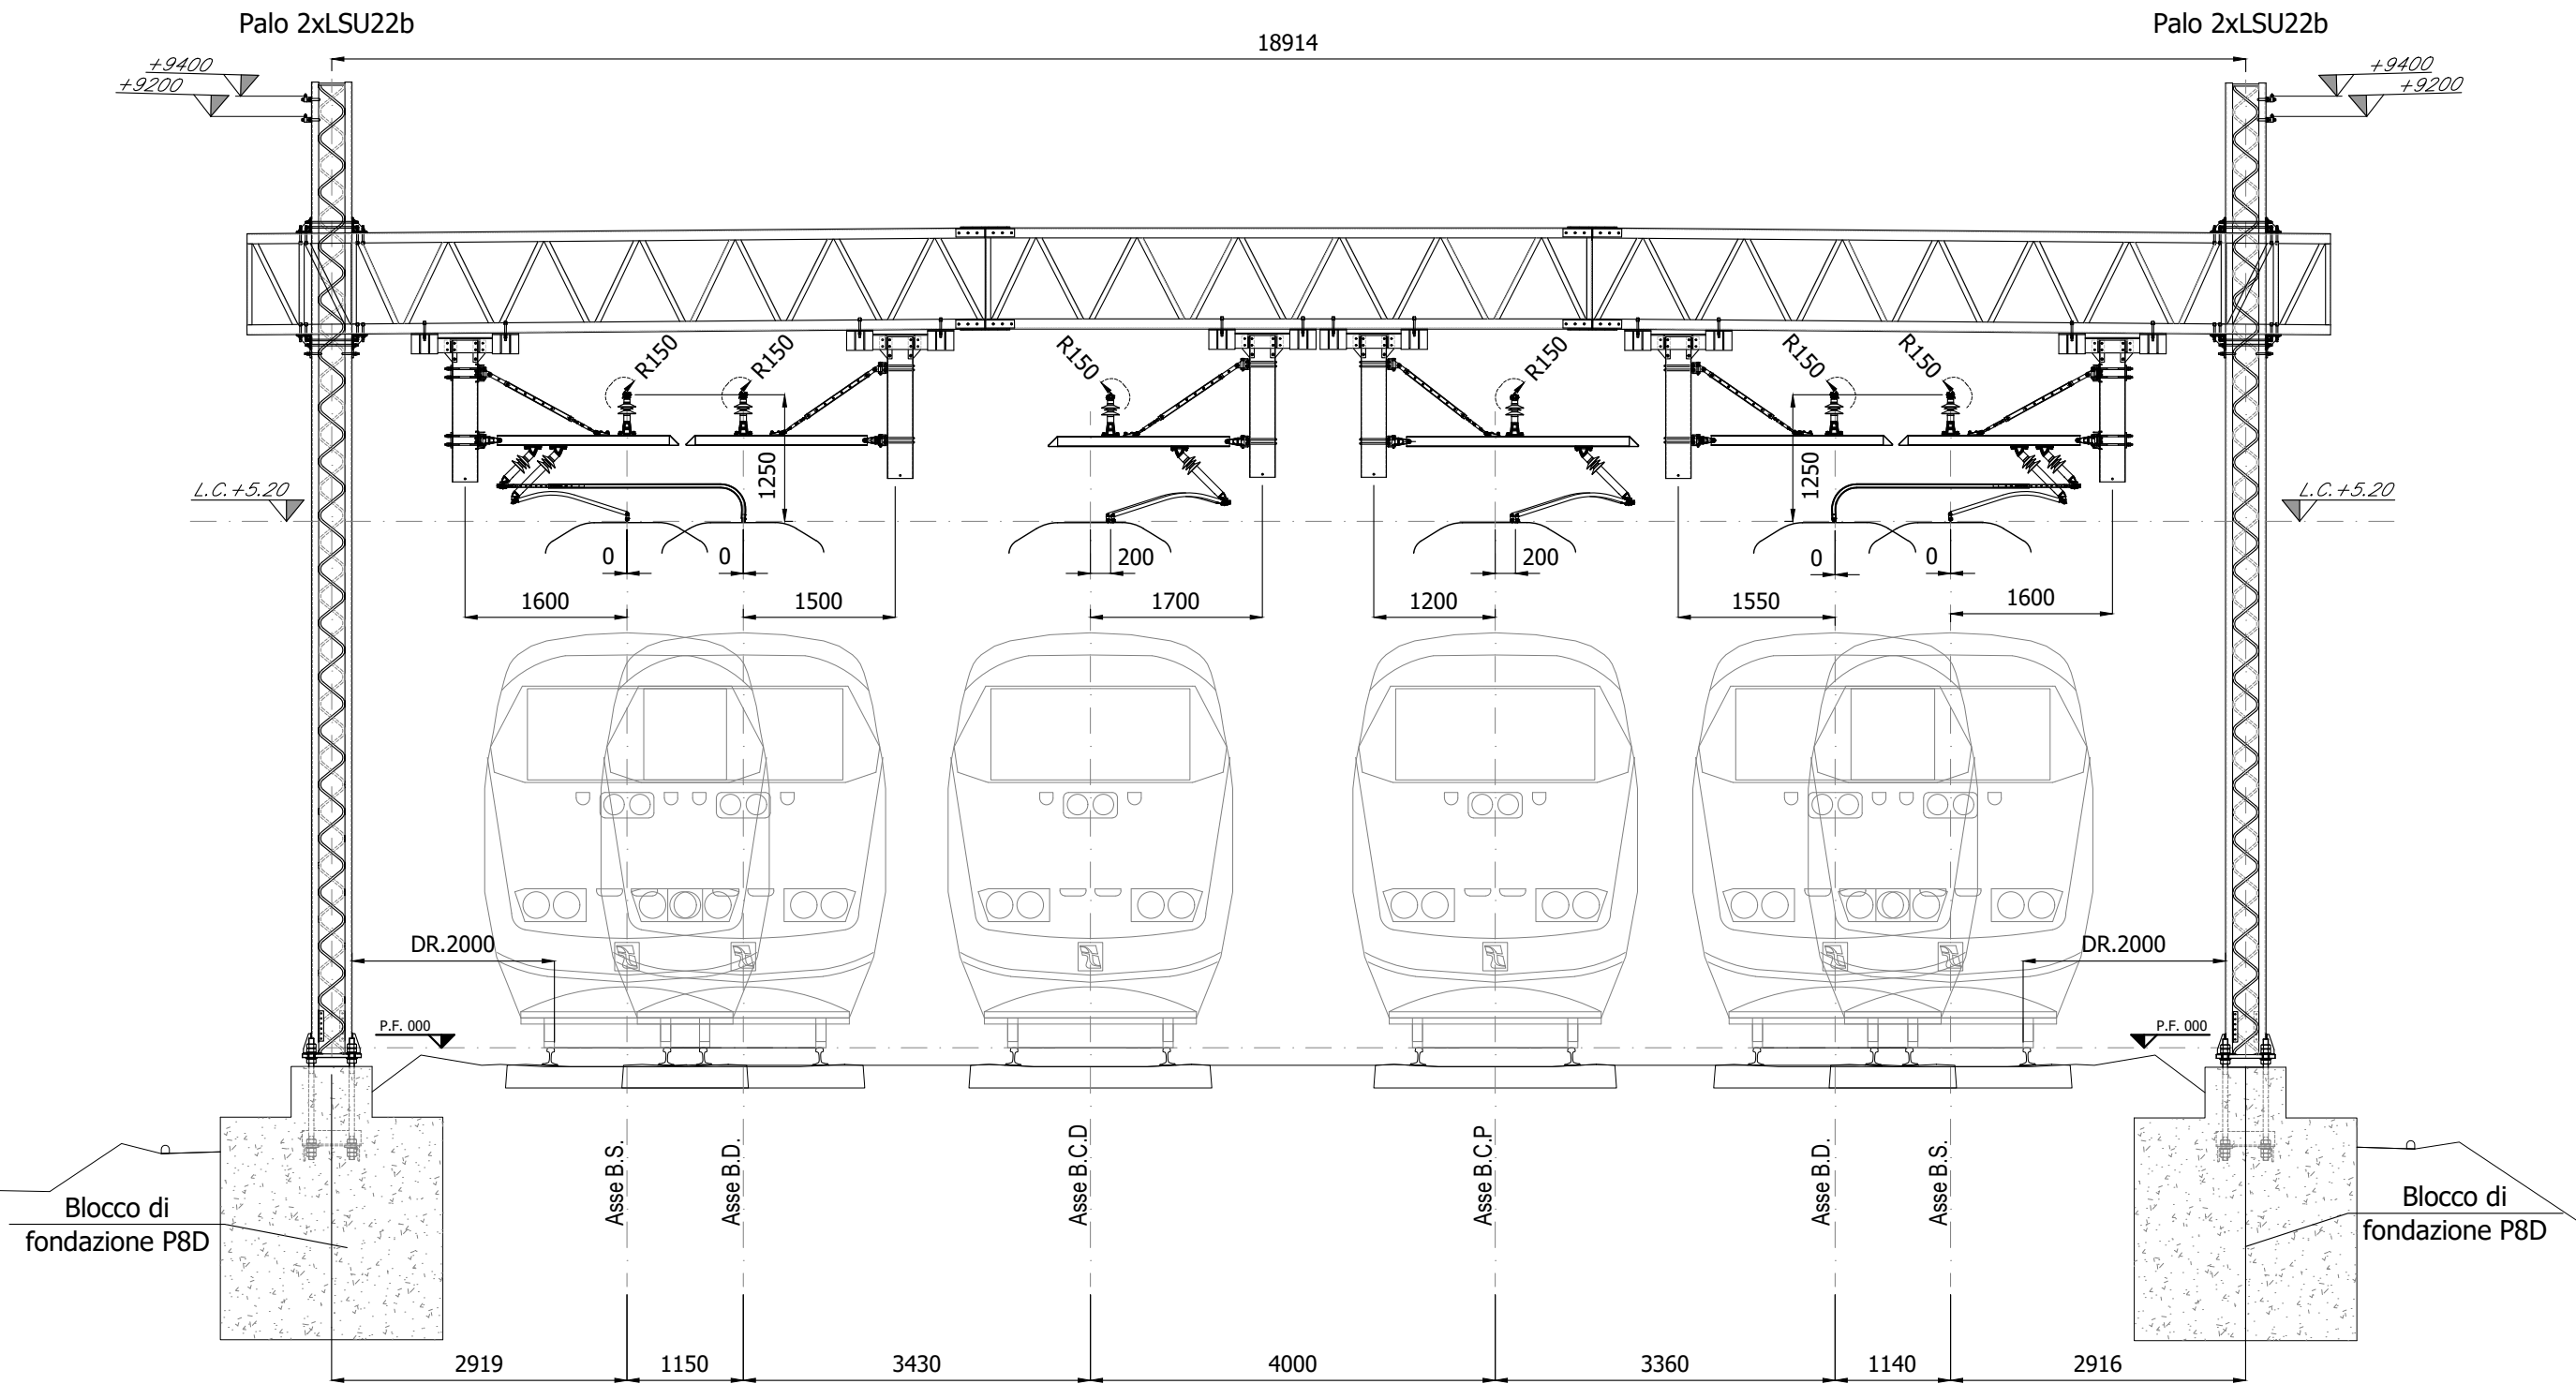 Palo 2xLSU22b
Palo 2xLSU22b
18914
+9400
+9200
+9400
+9200
R150
R150
R150
R150
R150
R150
1250
1250
L.C.+5.20
L.C.+5.20
0
0
200
200
0
0
1600
1500
1700
1200
1550
1600
DR.2000
DR.2000
P.F. 000
P.F. 000
Asse B.S.
Asse B.D.
Asse B.C.D
Asse B.C.P
Asse B.D.
Asse B.S.
Blocco di
fondazione P8D
Blocco di
fondazione P8D
2919
1150
3430
4000
3360
1140
2916